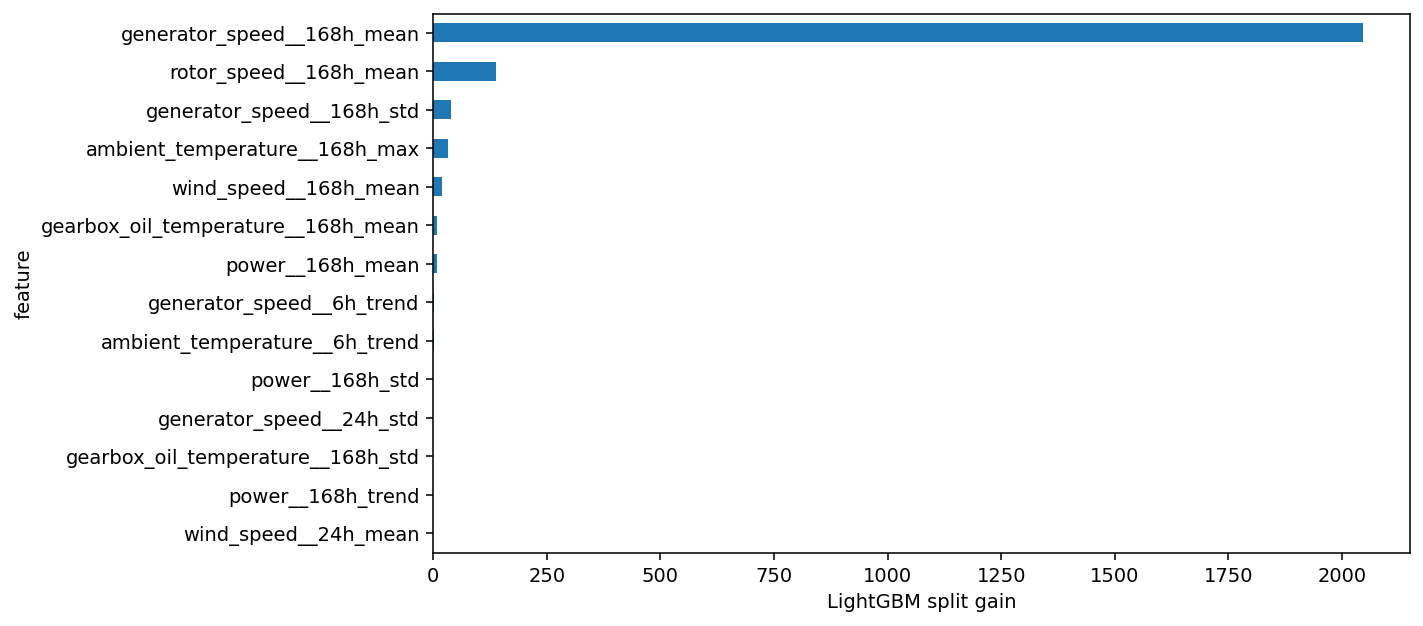 generator_speed__168h_mean
rotor_speed__168h_mean
generator_speed__168h_std
ambient_temperature__168h_max
wind_speed__168h_mean
gearbox_oil_temperature__168h_mean
power__168h_mean
generator_speed__6h_trend
ambient_temperature__6h_trend
power__168h_std
generator_speed__24h_std
gearbox_oil_temperature__168h_std
power__168h_trend
wind_speed__24h_mean
feature
0 250 500 750 1000 1250 1500 1750 2000
LightGBM split gain